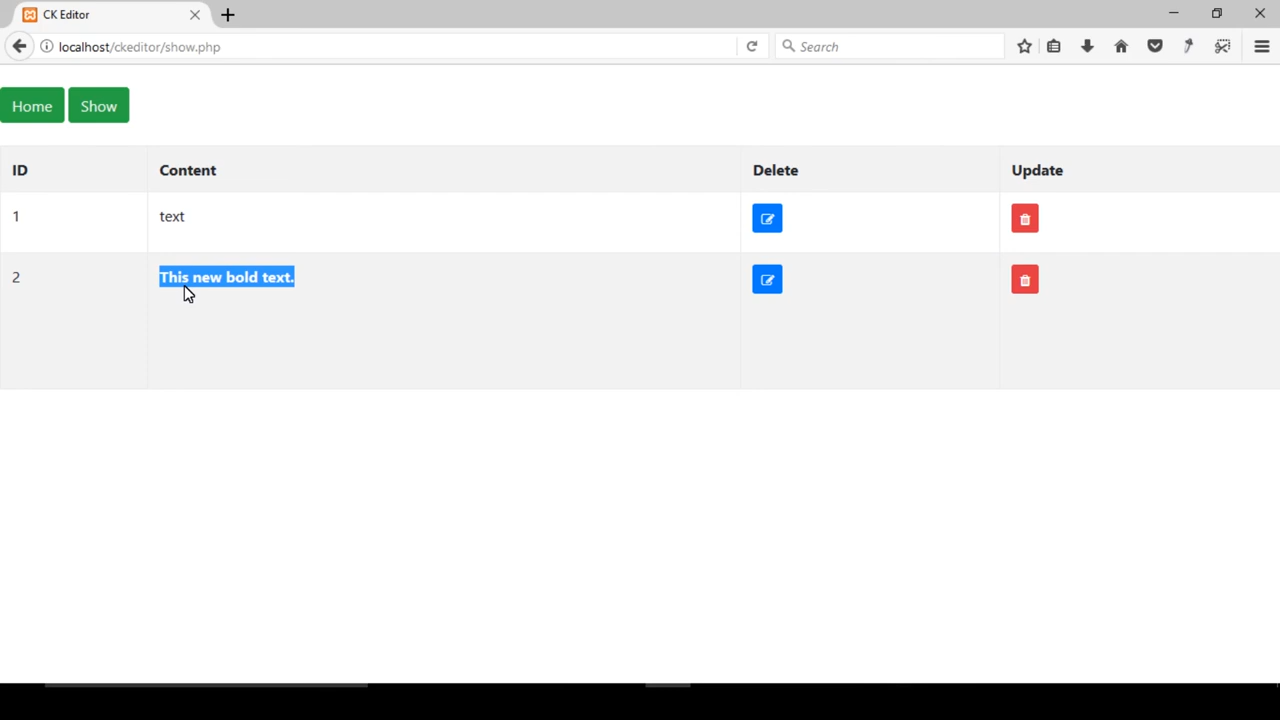 CK Editor
localhost/ckeditor/show.php
Search
Home Show
ID Content Delete Update
1 text
2 This new bold text.